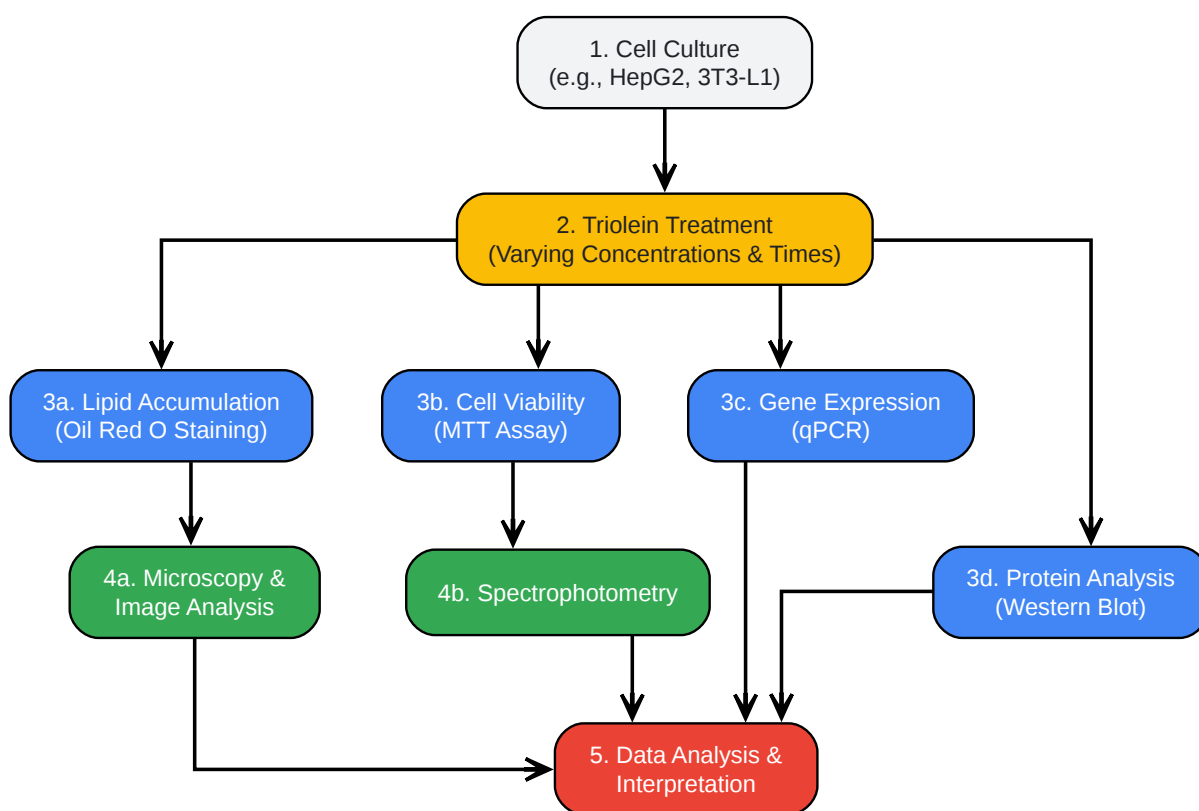 1. Cell Culture
(e.g., HepG2, 3T3-L1)
2. Triolein Treatment
(Varying Concentrations & Times)
3a. Lipid Accumulation
(Oil Red O Staining)
3b. Cell Viability
(MTT Assay)
3c. Gene Expression
(qPCR)
4a. Microscopy &
Image Analysis
4b. Spectrophotometry
3d. Protein Analysis
(Western Blot)
5. Data Analysis &
Interpretation